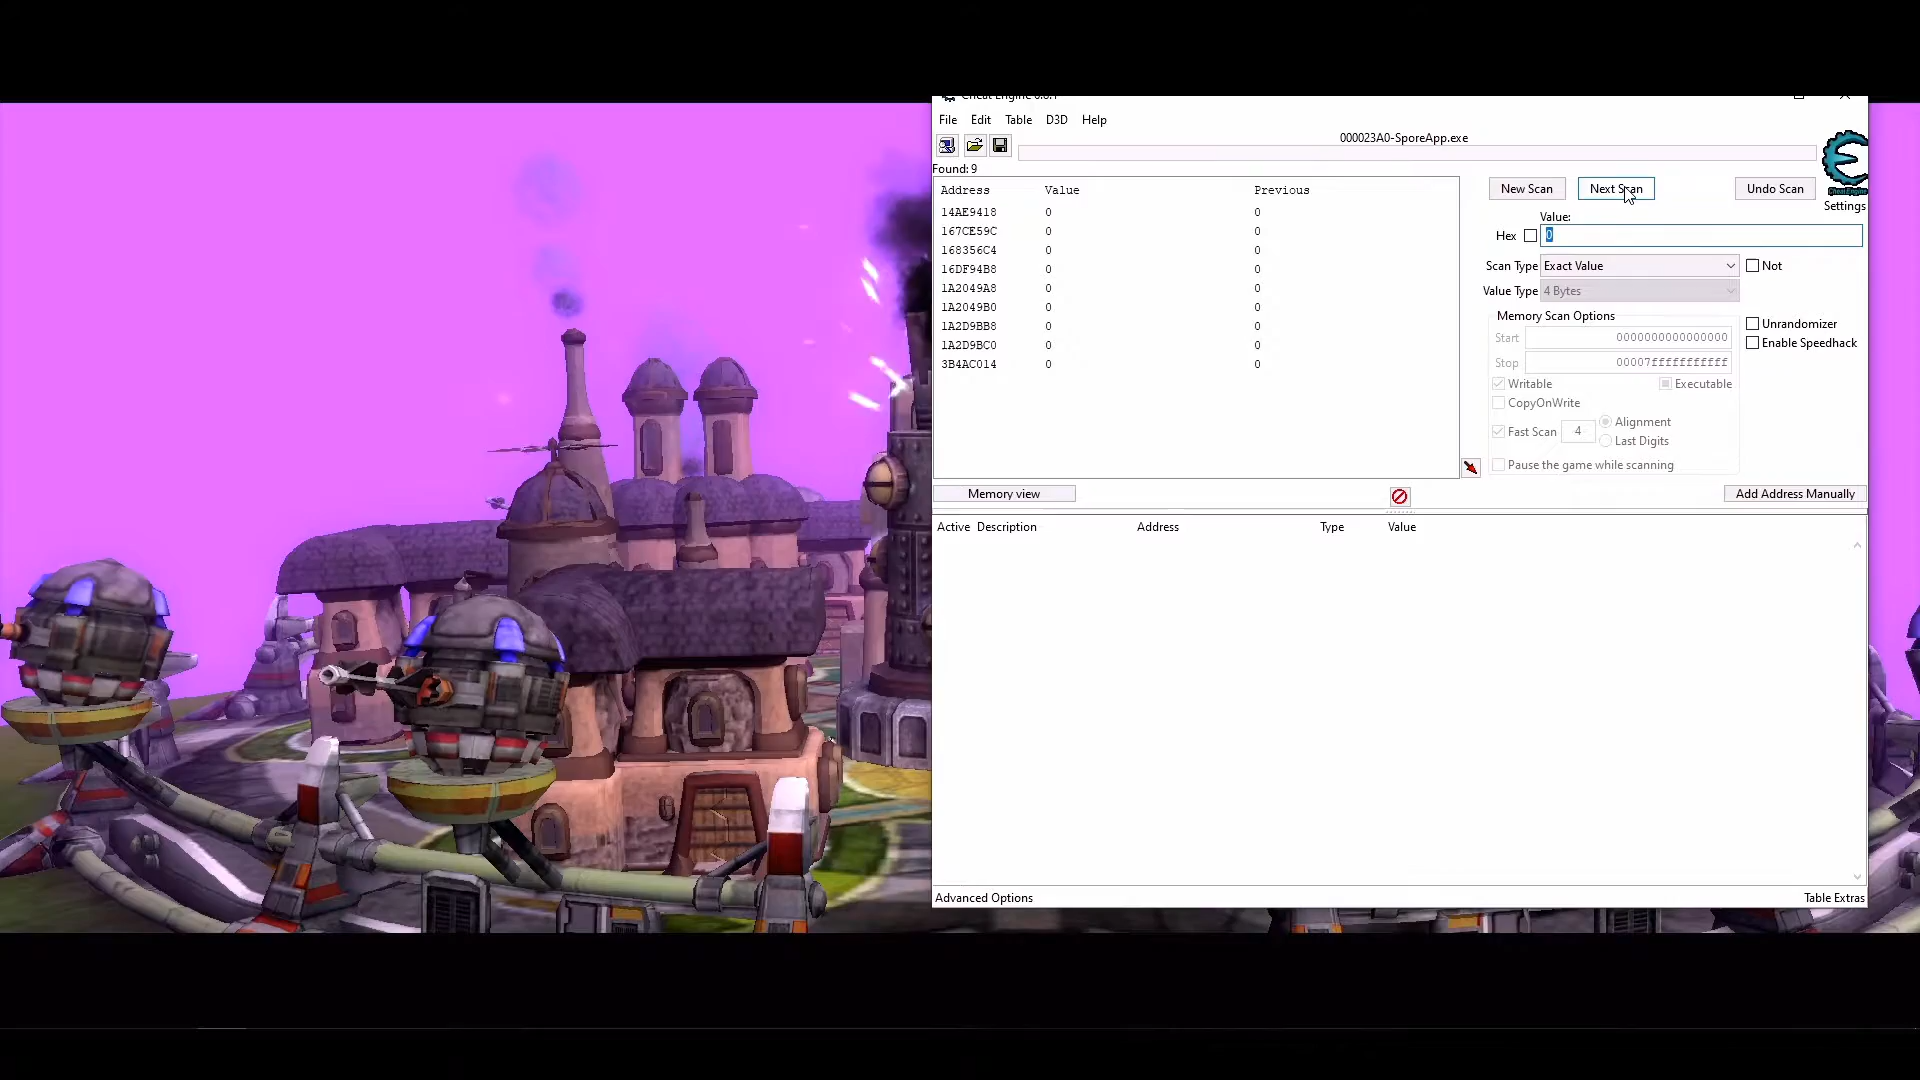 Cheat Engine 6.8.1
File Edit Table D3D Help
000023A0-SporeApp.exe
Found: 9
Address Value Previous
14AE9418 0 0
167CE59C 0 0
168356C4 0 0
16DF94B8 0 0
1A2049A8 0 0
1A2049B0 0 0
1A2D9BB8 0 0
1A2D9BC0 0 0
3B4AC014 0 0
New Scan Next Scan Undo Scan
Settings
Value:
Hex 0
Scan Type Exact Value Not
Value Type 4 Bytes
Memory Scan Options
Start 0000000000000000
Stop 00007fffffffffff
Unrandomizer
Enable Speedhack
Writable Executable
CopyOnWrite
Fast Scan 4 Alignment
Last Digits
Pause the game while scanning
Memory view Add Address Manually
Active Description Address Type Value
Advanced Options Table Extras